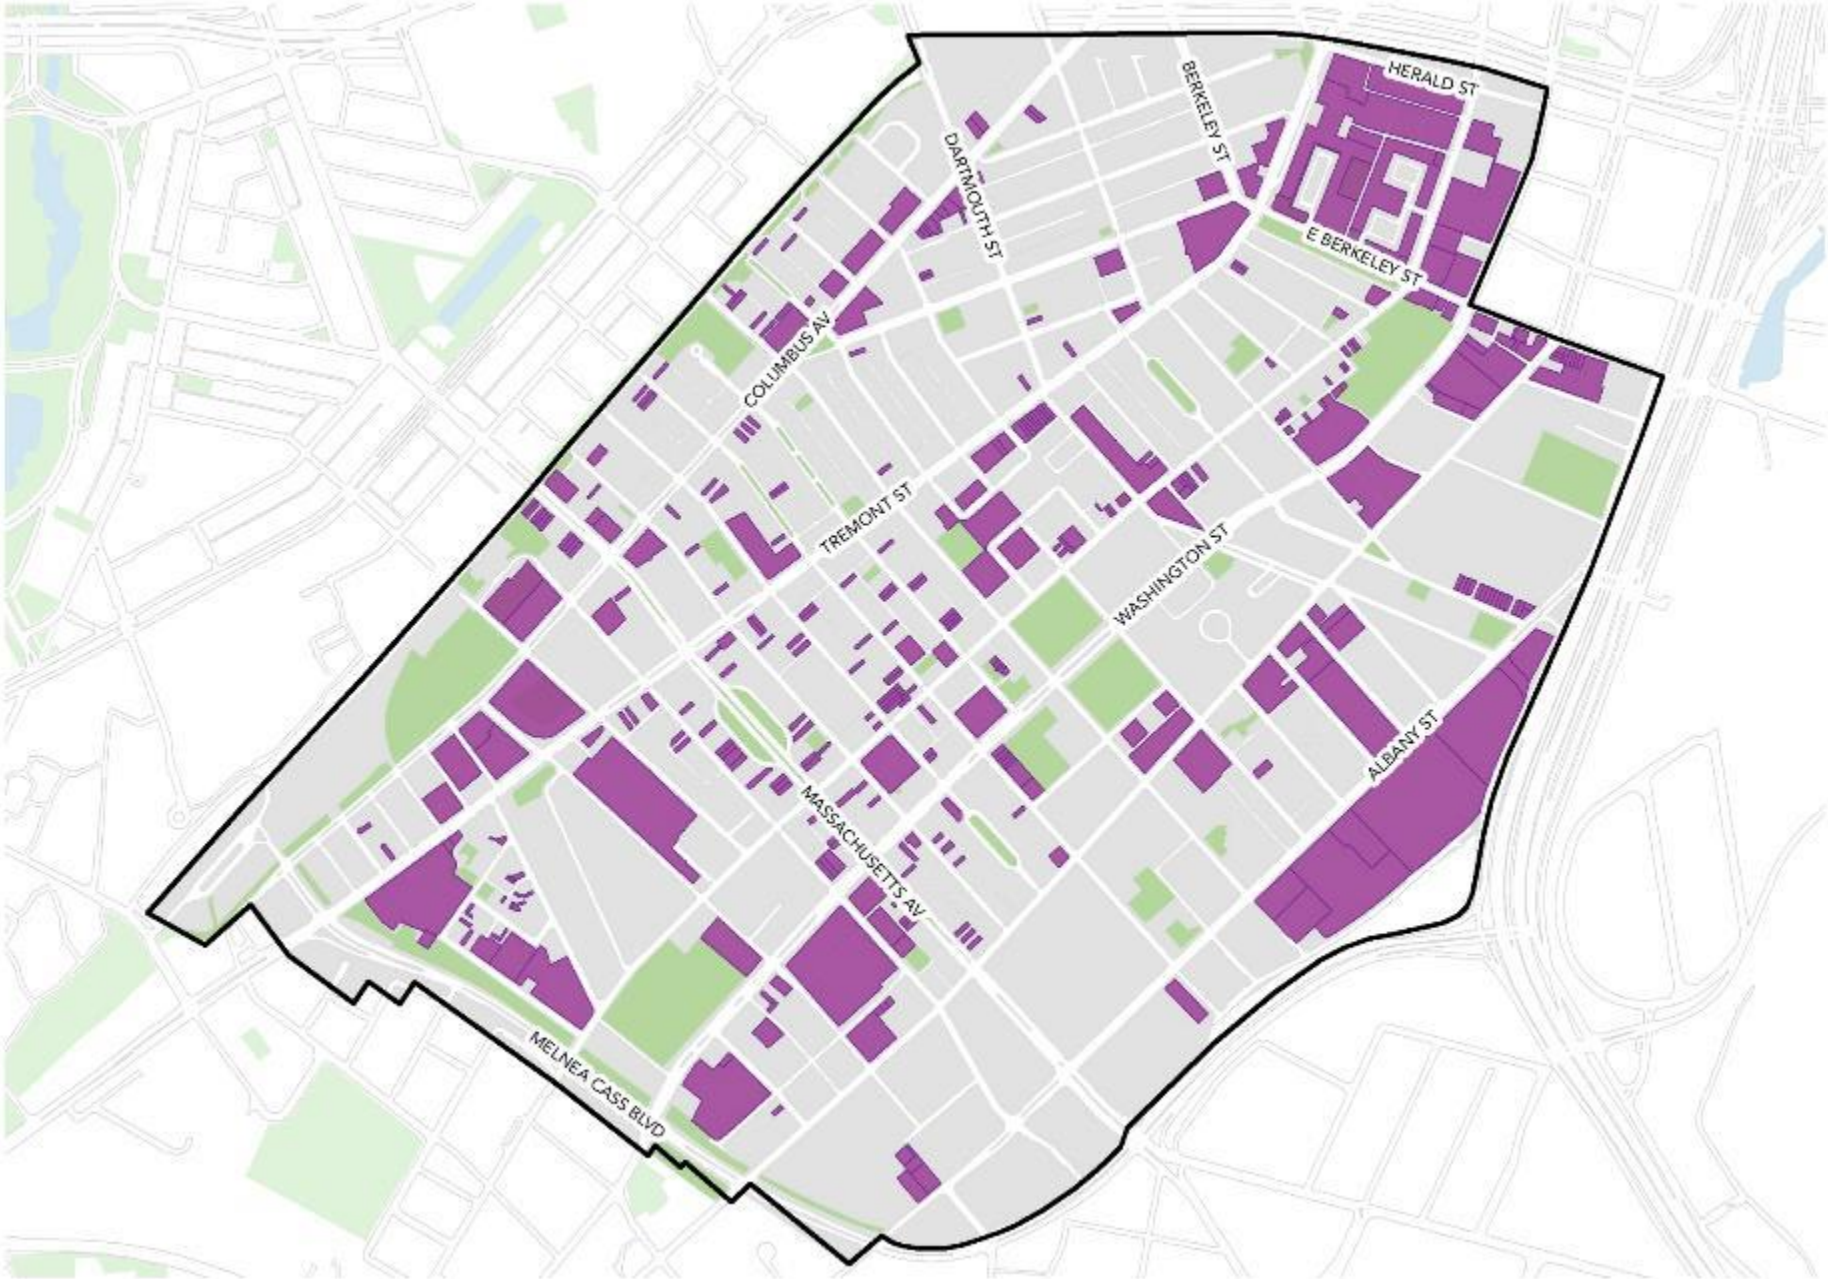 HERALD ST
BERKELEY ST
DARTMOUTH ST
E BERKELEY ST
COLUMBUS AV
TREMONT ST
WASHINGTON ST
ALBANY ST
MASSACHUSETTS AV
MELNEA CASS BLVD